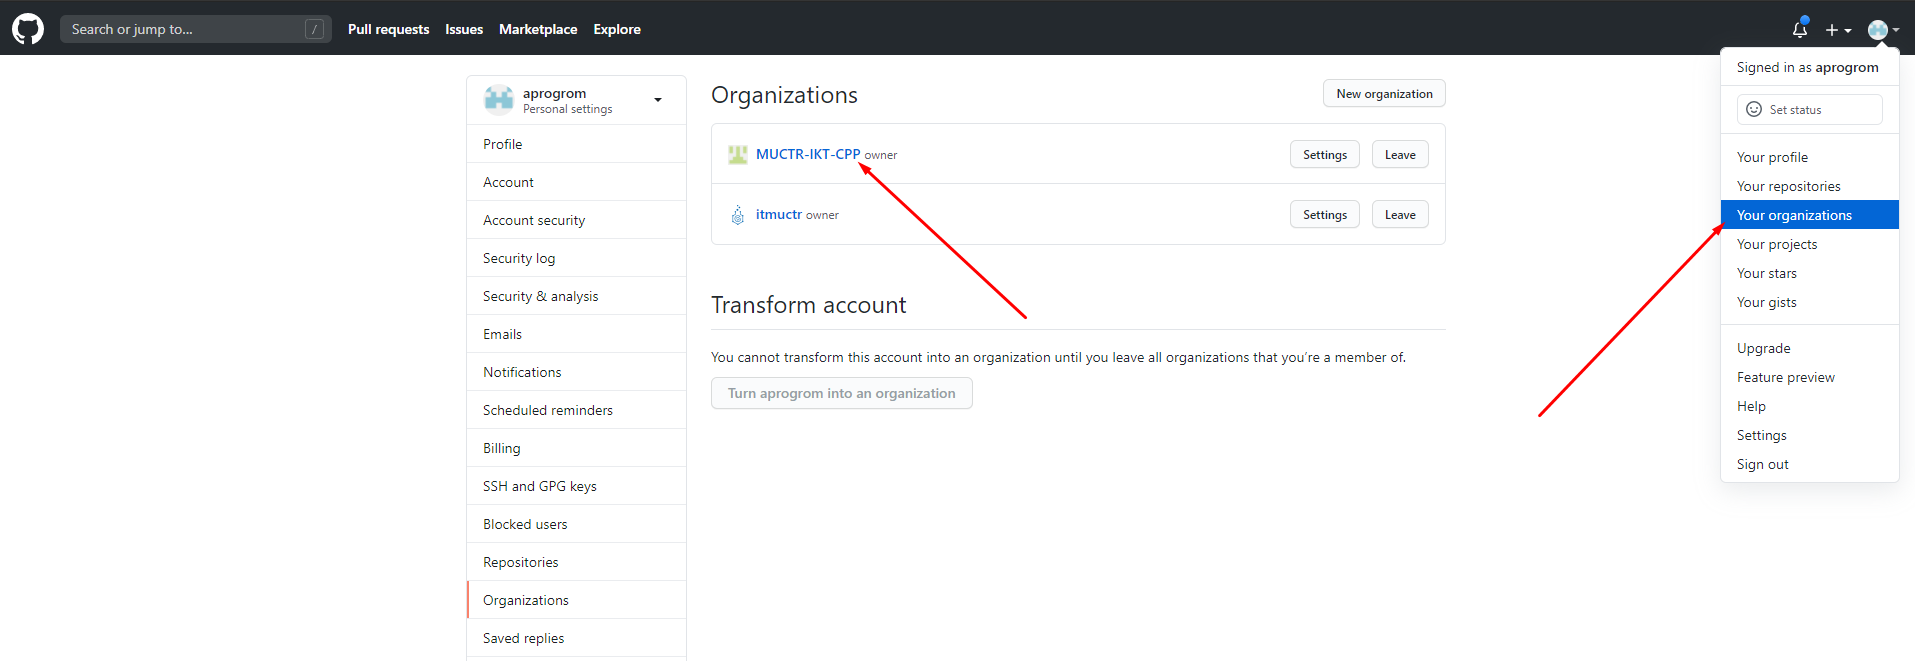 Search or jump to... /
Pull requests Issues Marketplace Explore
aprogrom
Personal settings
Profile
Account
Account security
Security log
Security & analysis
Emails
Notifications
Scheduled reminders
Billing
SSH and GPG keys
Blocked users
Repositories
Organizations
Saved replies
Organizations
New organization
MUCTR-IKT-CPP owner
Settings
Leave
itmuctr owner
Settings
Leave
Transform account
You cannot transform this account into an organization until you leave all organizations that you’re a member of.
Turn aprogrom into an organization
Signed in as aprogrom
Set status
Your profile
Your repositories
Your organizations
Your projects
Your stars
Your gists
Upgrade
Feature preview
Help
Settings
Sign out